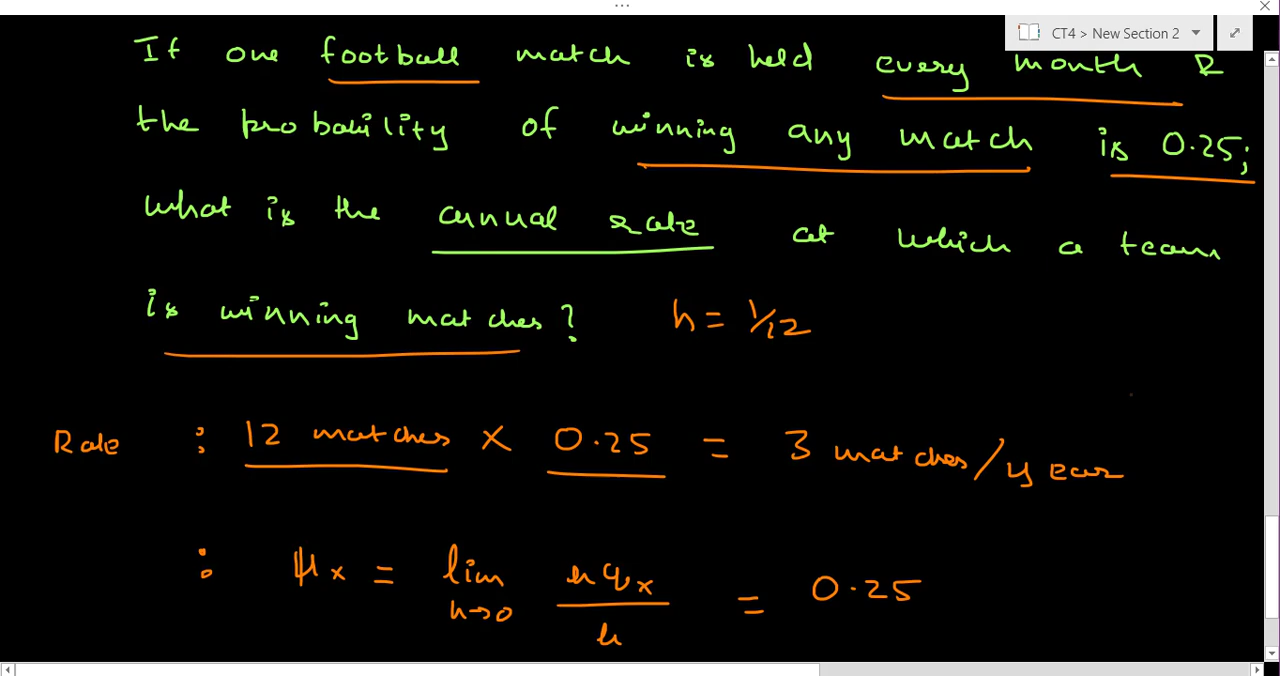 CT4 > New Section 2
If one football match is held every month &
the probability of winning any match is 0.25;
What is the annual rate at which a team
is winning matches? h = 1/12
Rate : 12 matches × 0.25 = 3 matches/year
: μx = lim h→0 hqx/h = 0.25